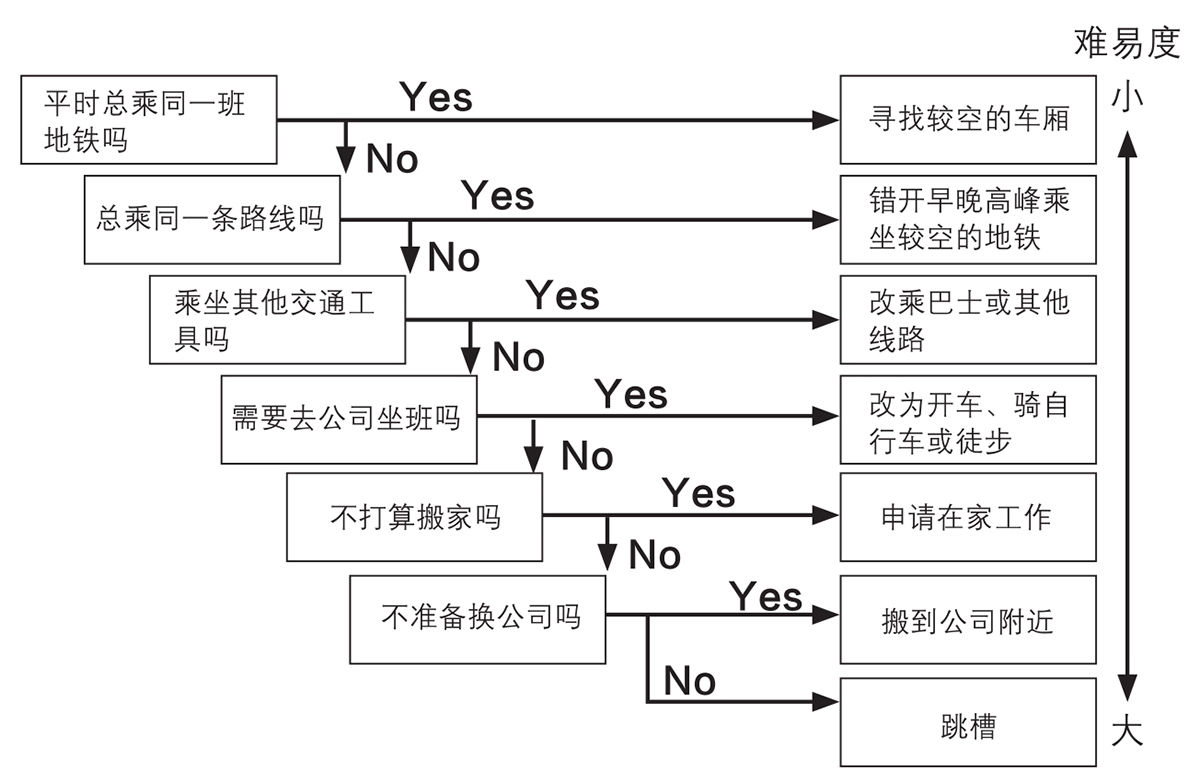 难易度
小
平时总乘同一班
地铁吗
Yes
寻找较空的车厢
No
总乘同一条路线吗
Yes
错开早晚高峰乘
坐较空的地铁
No
乘坐其他交通工
具吗
Yes
改乘巴士或其他
线路
No
需要去公司坐班吗
Yes
改为开车、骑自
行车或徒步
No
不打算搬家吗
Yes
申请在家工作
No
不准备换公司吗
Yes
搬到公司附近
No
跳槽
大